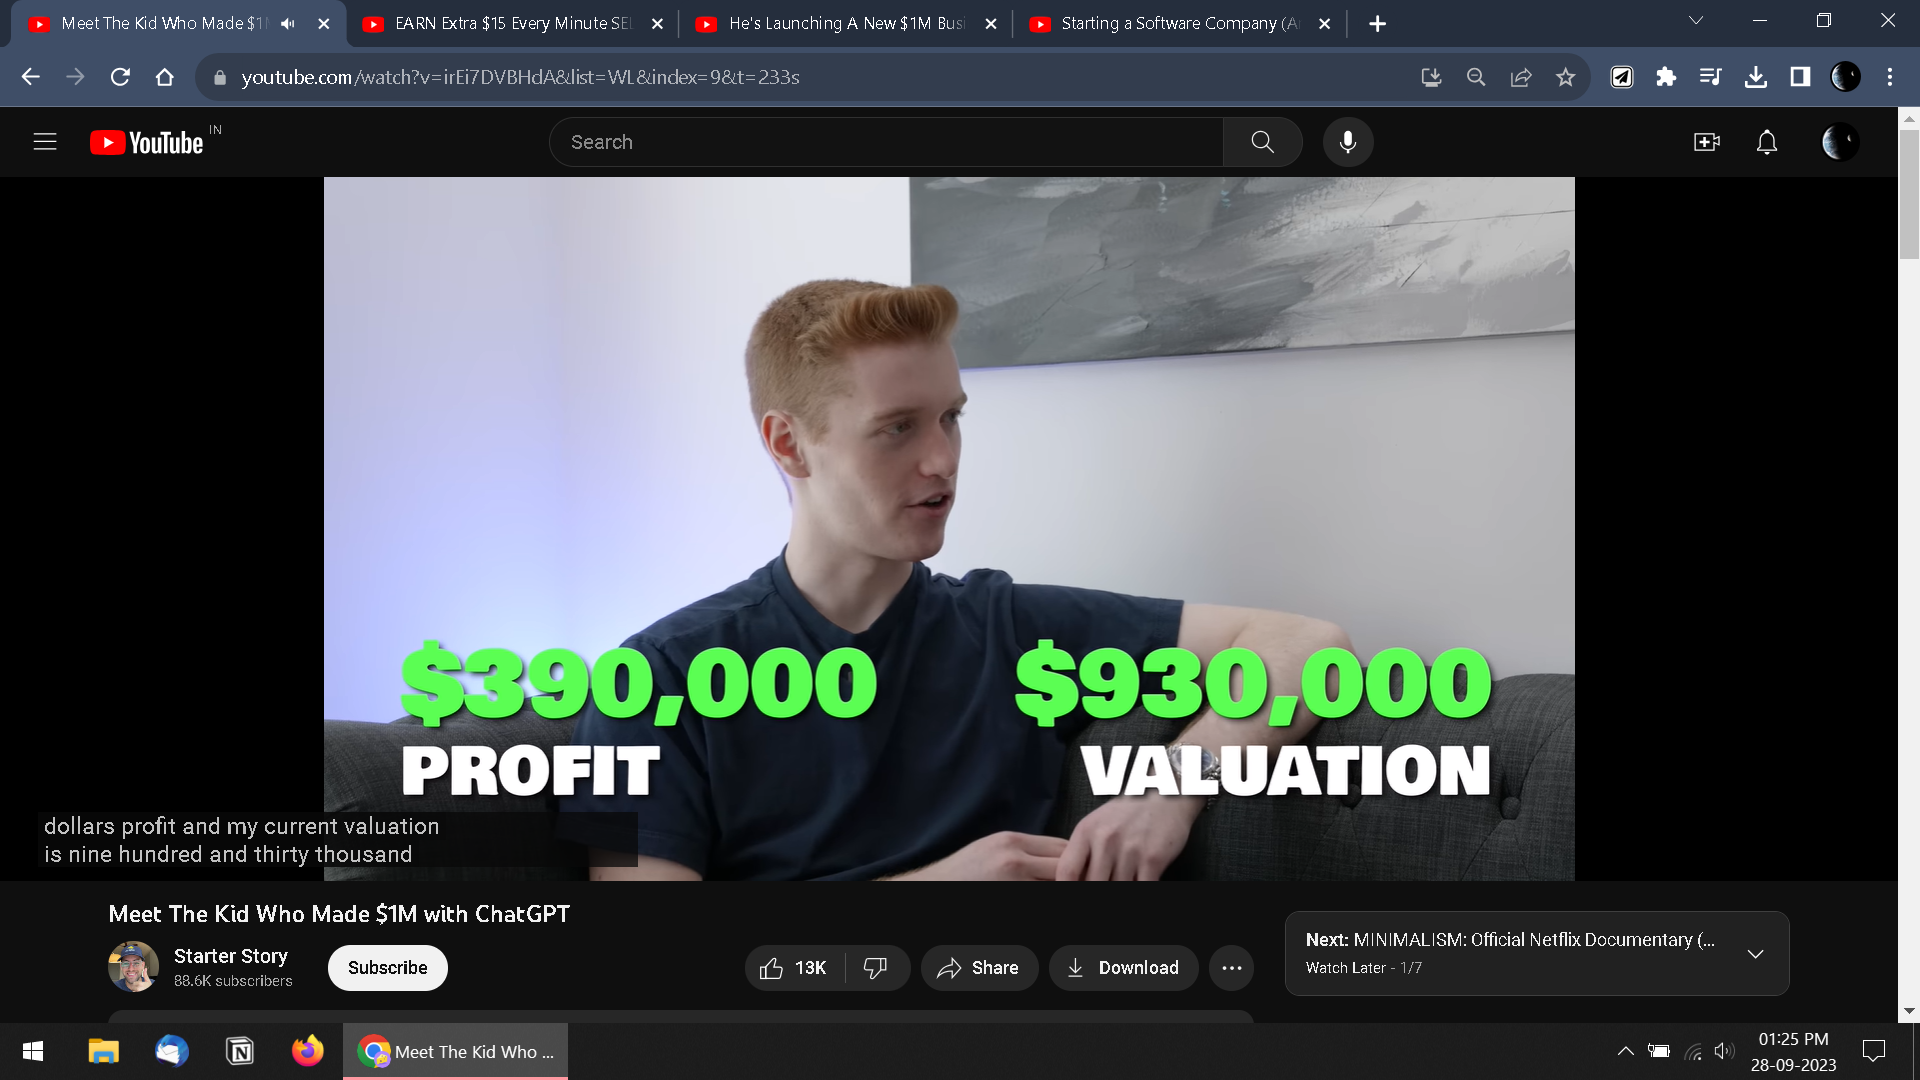 Meet The Kid Who Made $1M
EARN Extra $15 Every Minute SEL
He's Launching A New $1M Busi
Starting a Software Company (A
youtube.com/watch?v=irEi7DVBHdA&list=WL&index=9&t=233s
YouTube IN
Search
$390,000
PROFIT
$930,000
VALUATION
dollars profit and my current valuation
is nine hundred and thirty thousand
Meet The Kid Who Made $1M with ChatGPT
Starter Story
88.6K subscribers
Subscribe
13K
Share
Download
Next: MINIMALISM: Official Netflix Documentary (...
Watch Later - 1/7
Meet The Kid Who ...
01:25 PM
28-09-2023